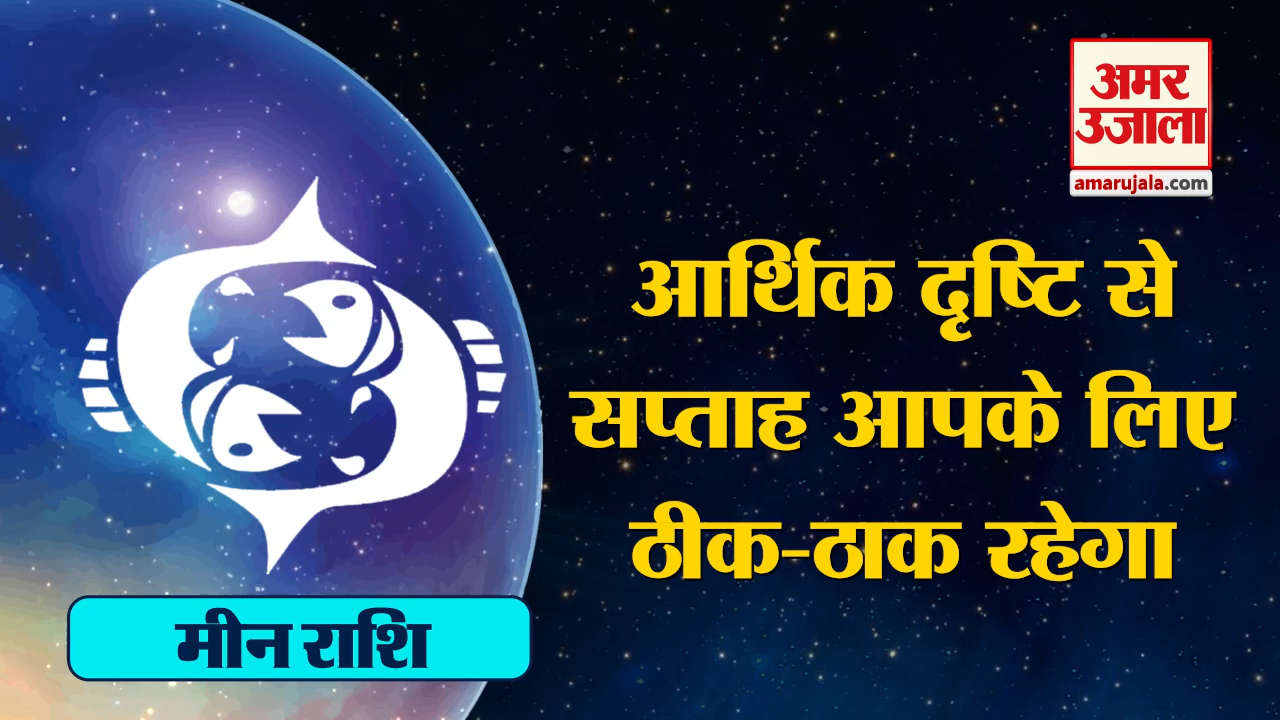 अमर
उजाला
amarujala.com
आर्थिक दृष्टि से
सप्ताह आपके लिए
ठीक-ठाक रहेगा
मीन राशि